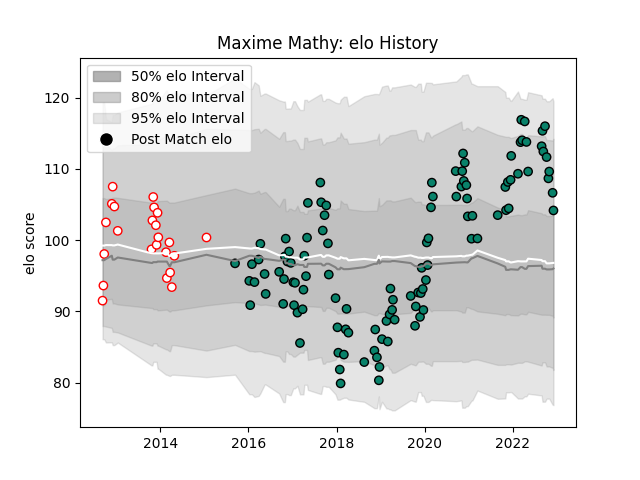 Maxime Mathy: elo History
50% elo Interval
80% elo Interval
95% elo Interval
Post Match elo
elo score
120
110
100
90
80
2014
2016
2018
2020
2022